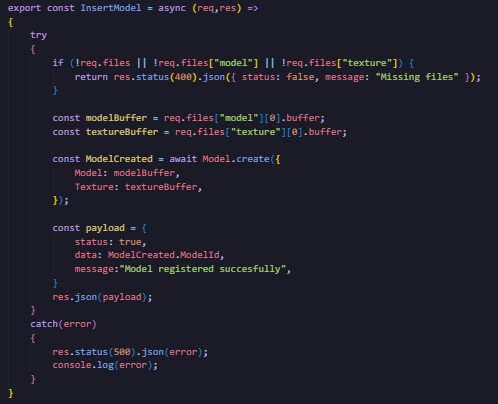 export const InsertModel = async (req,res) =>
{
    try
    {
        if (!req.files || !req.files["model"] || !req.files["texture"]) {
            return res.status(400).json({ status: false, message: "Missing files" });
        }

        const modelBuffer = req.files["model"][0].buffer;
        const textureBuffer = req.files["texture"][0].buffer;

        const ModelCreated = await Model.create({
            Model: modelBuffer,
            Texture: textureBuffer,
        });

        const payload = {
            status: true,
            data: ModelCreated.ModelId,
            message:"Model registered succesfully",
        }
        res.json(payload);
    }
    catch(error)
    {
        res.status(500).json(error);
        console.log(error);
    }
}